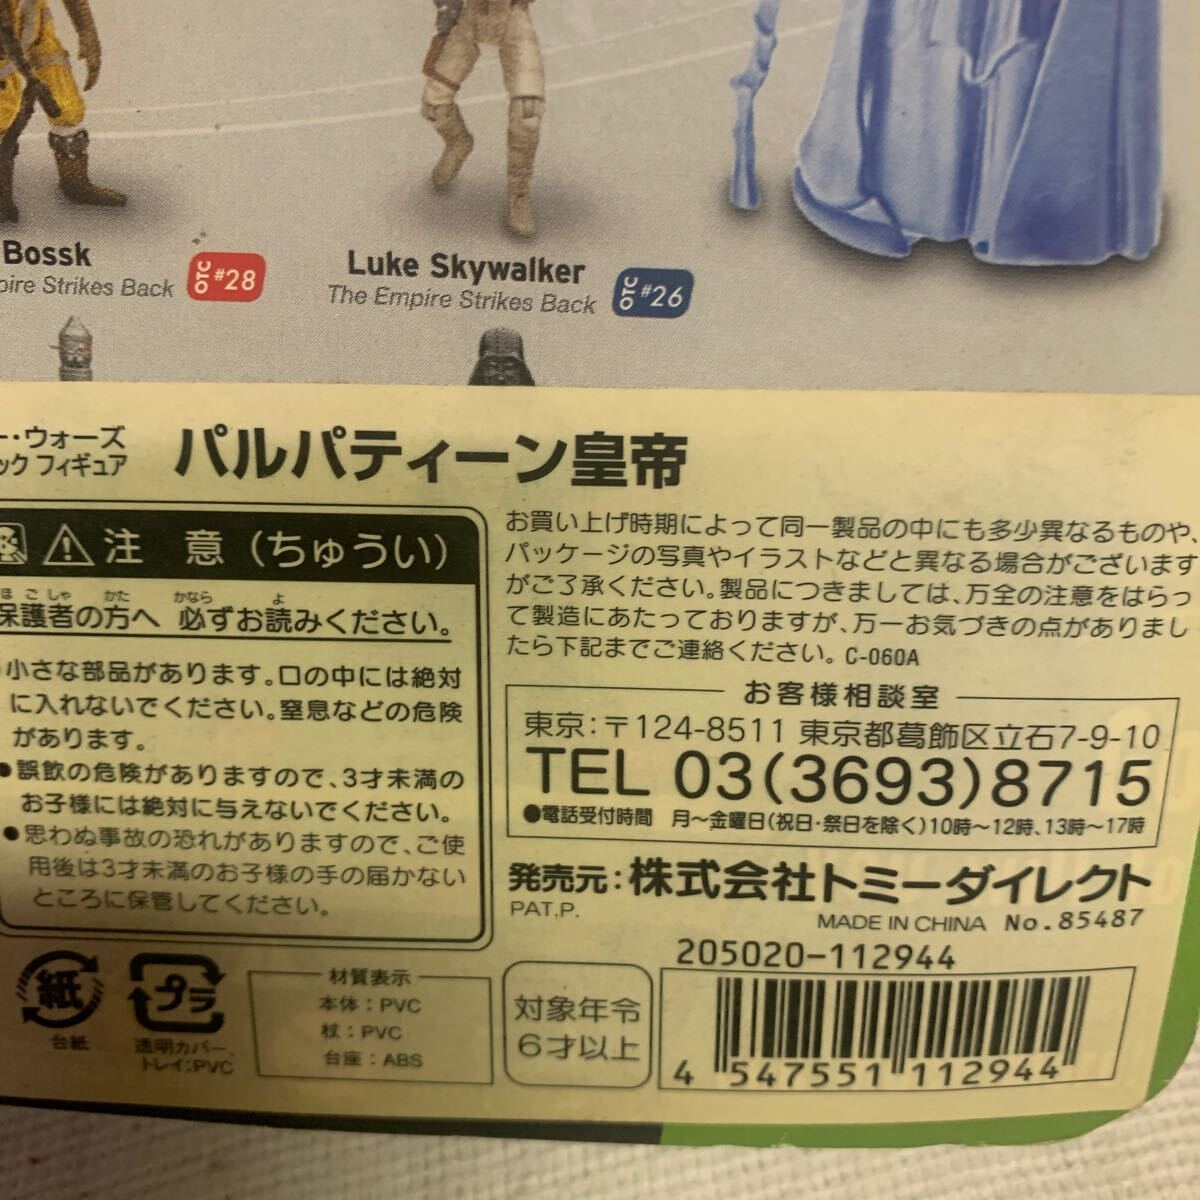 Bossk
pire Strikes Back
OTC #28
Luke Skywalker
The Empire Strikes Back
OTC #26
ー・ウォーズ
ック フィギュア
パルパティーン皇帝
注 意 (ちゅうい)
ほごしゃ かた かなら よ
保護者の方へ 必ずお読みください。
小さな部品があります。口の中には絶対
に入れないでください。窒息などの危険
があります。
●誤飲の危険がありますので、3才未満の
お子様には絶対に与えないでください。
●思わぬ事故の恐れがありますので、ご使
用後は3才未満のお子様の手の届かない
ところに保管してください。
お買い上げ時期によって同一製品の中にも多少異なるものや、
パッケージの写真やイラストなどと異なる場合がございます
がご了承ください。製品につきましては、万全の注意をはらっ
て製造にあたっておりますが、万一お気づきの点がありまし
たら下記までご連絡ください。C-060A
お客様相談室
東京:〒124-8511 東京都葛飾区立石7-9-10
TEL 03(3693)8715
●電話受付時間 月~金曜日(祝日・祭日を除く)10時~12時、13時~17時
発売元:株式会社トミーダイレクト
PAT.P.
MADE IN CHINA No.85487
205020-112944
紙
台紙
プラ
透明カバー、
トレイ:PVC
材質表示
本体:PVC
杖:PVC
台座:ABS
対象年令
6才以上
4 547551 112944